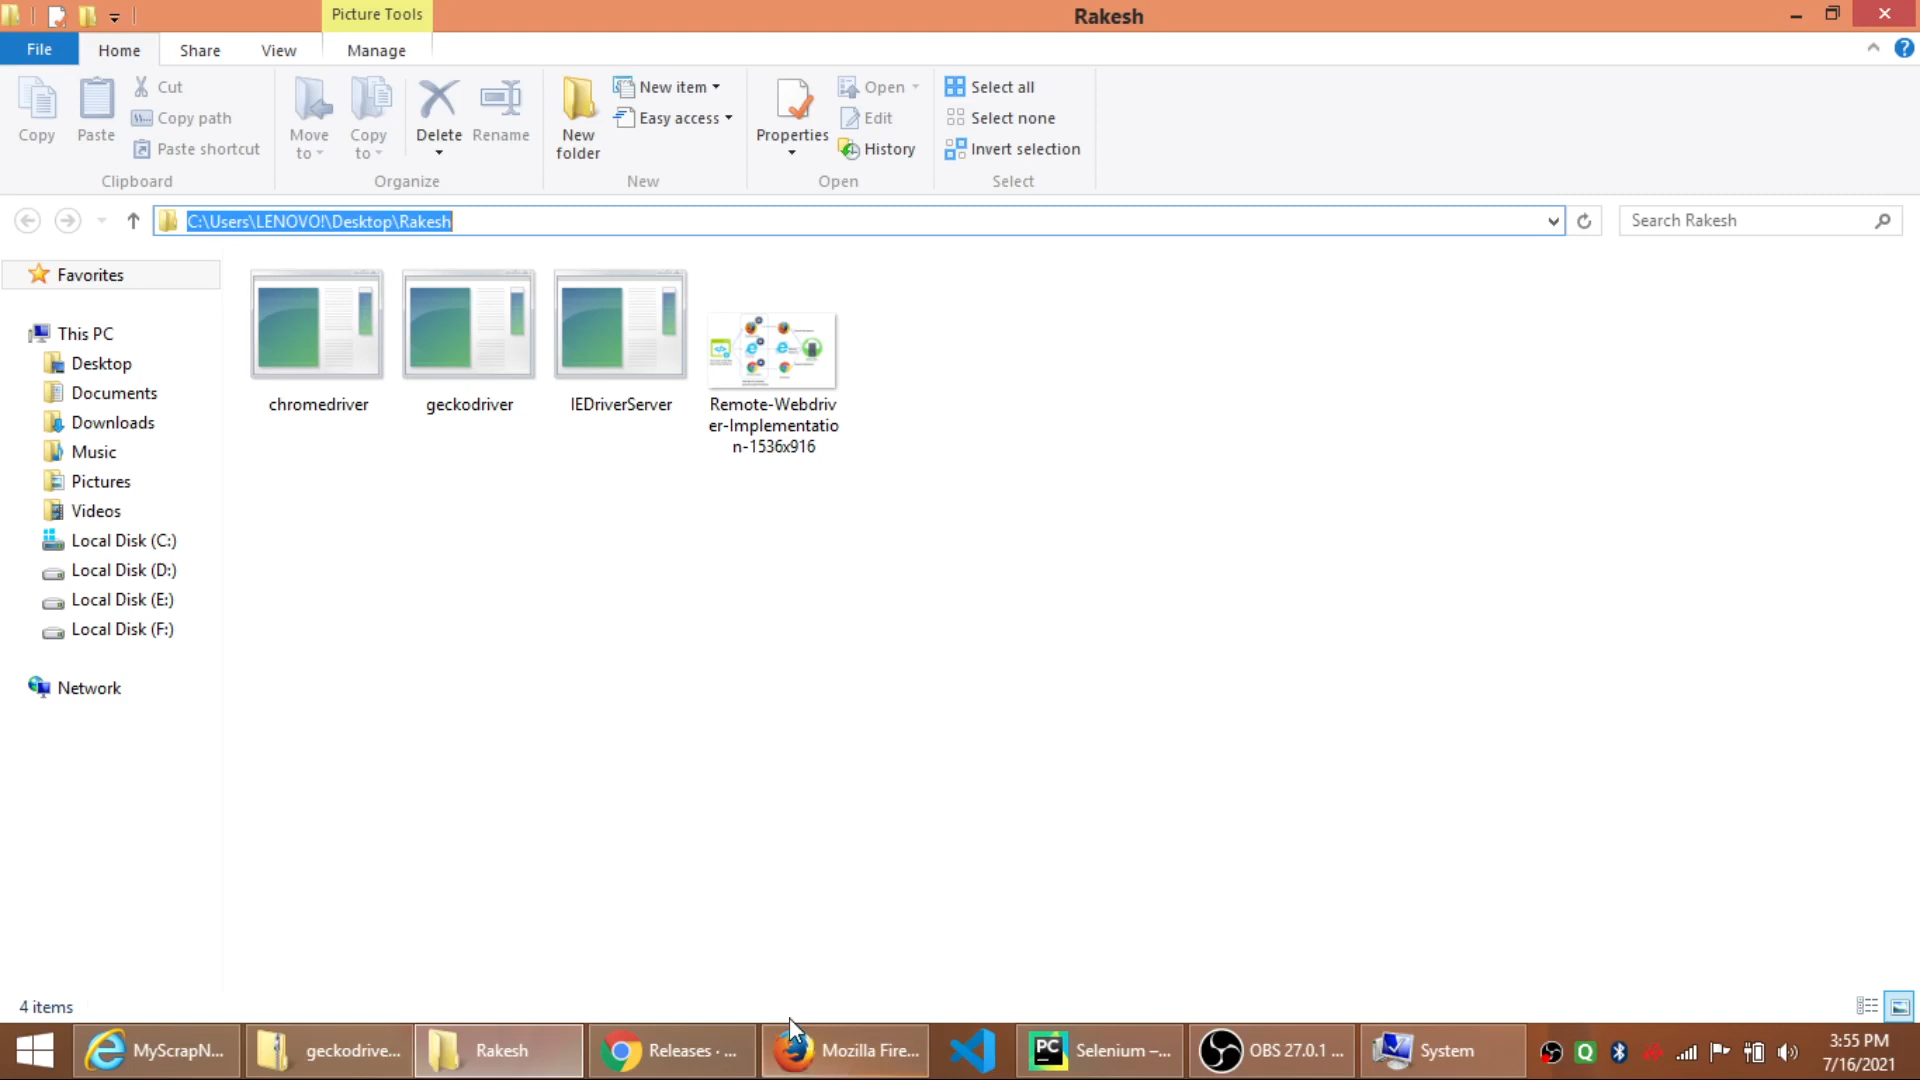 Picture Tools
Rakesh
File
Home
Share
View
Manage
Copy
Paste
Cut
Copy path
Paste shortcut
Clipboard
Move to
Copy to
Delete
Rename
Organize
New folder
New item
Easy access
New
Properties
Open
Edit
History
Open
Select all
Select none
Invert selection
Select
C:\Users\LENOVO!\Desktop\Rakesh
Search Rakesh
Favorites
This PC
Desktop
Documents
Downloads
Music
Pictures
Videos
Local Disk (C:)
Local Disk (D:)
Local Disk (E:)
Local Disk (F:)
Network
chromedriver
geckodriver
IEDriverServer
Remote-Webdriv
er-Implementatio
n-1536x916
4 items
MyScrapN...
geckodrive...
Rakesh
Releases · ...
Mozilla Fire...
PC
Selenium –...
OBS 27.0.1 ...
System
3:55 PM
7/16/2021